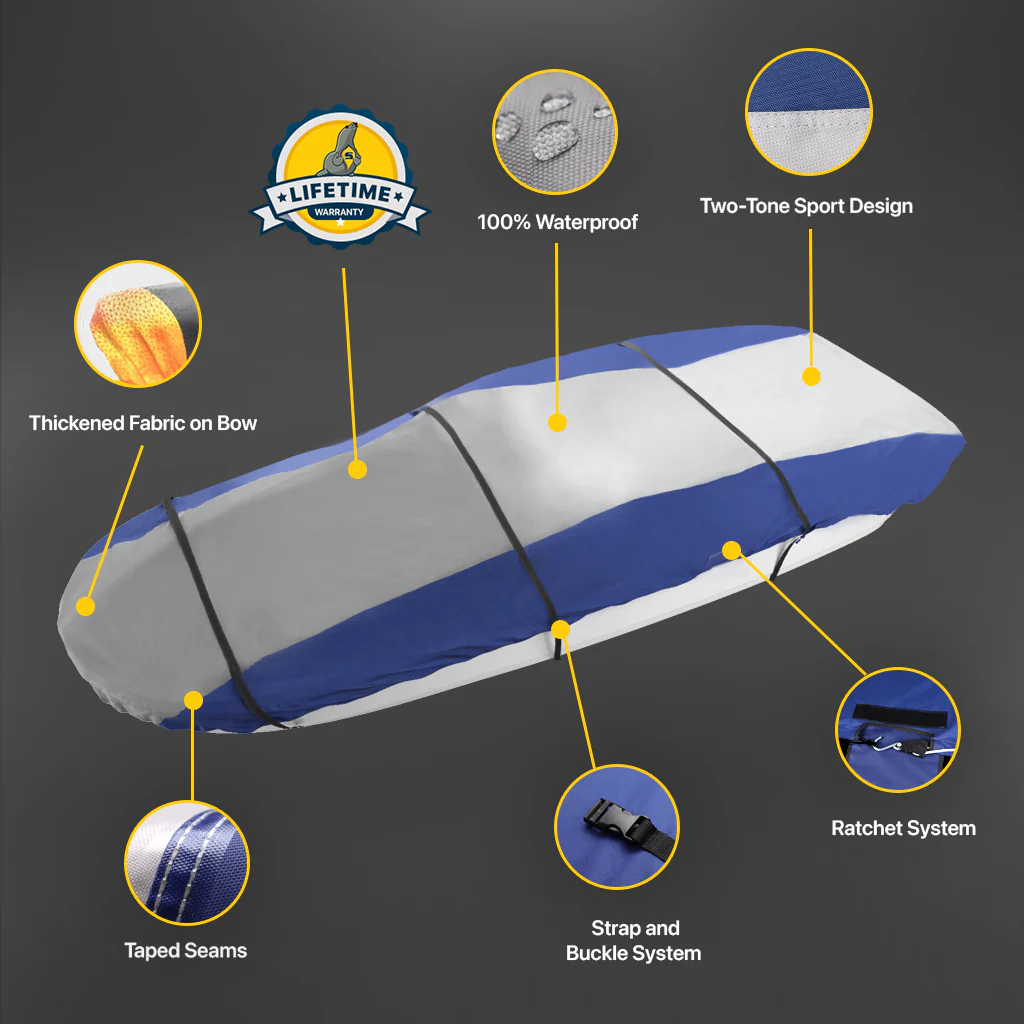 LIFETIME
WARRANTY
100% Waterproof
Two-Tone Sport Design
Thickened Fabric on Bow
Ratchet System
Strap and
Buckle System
Taped Seams